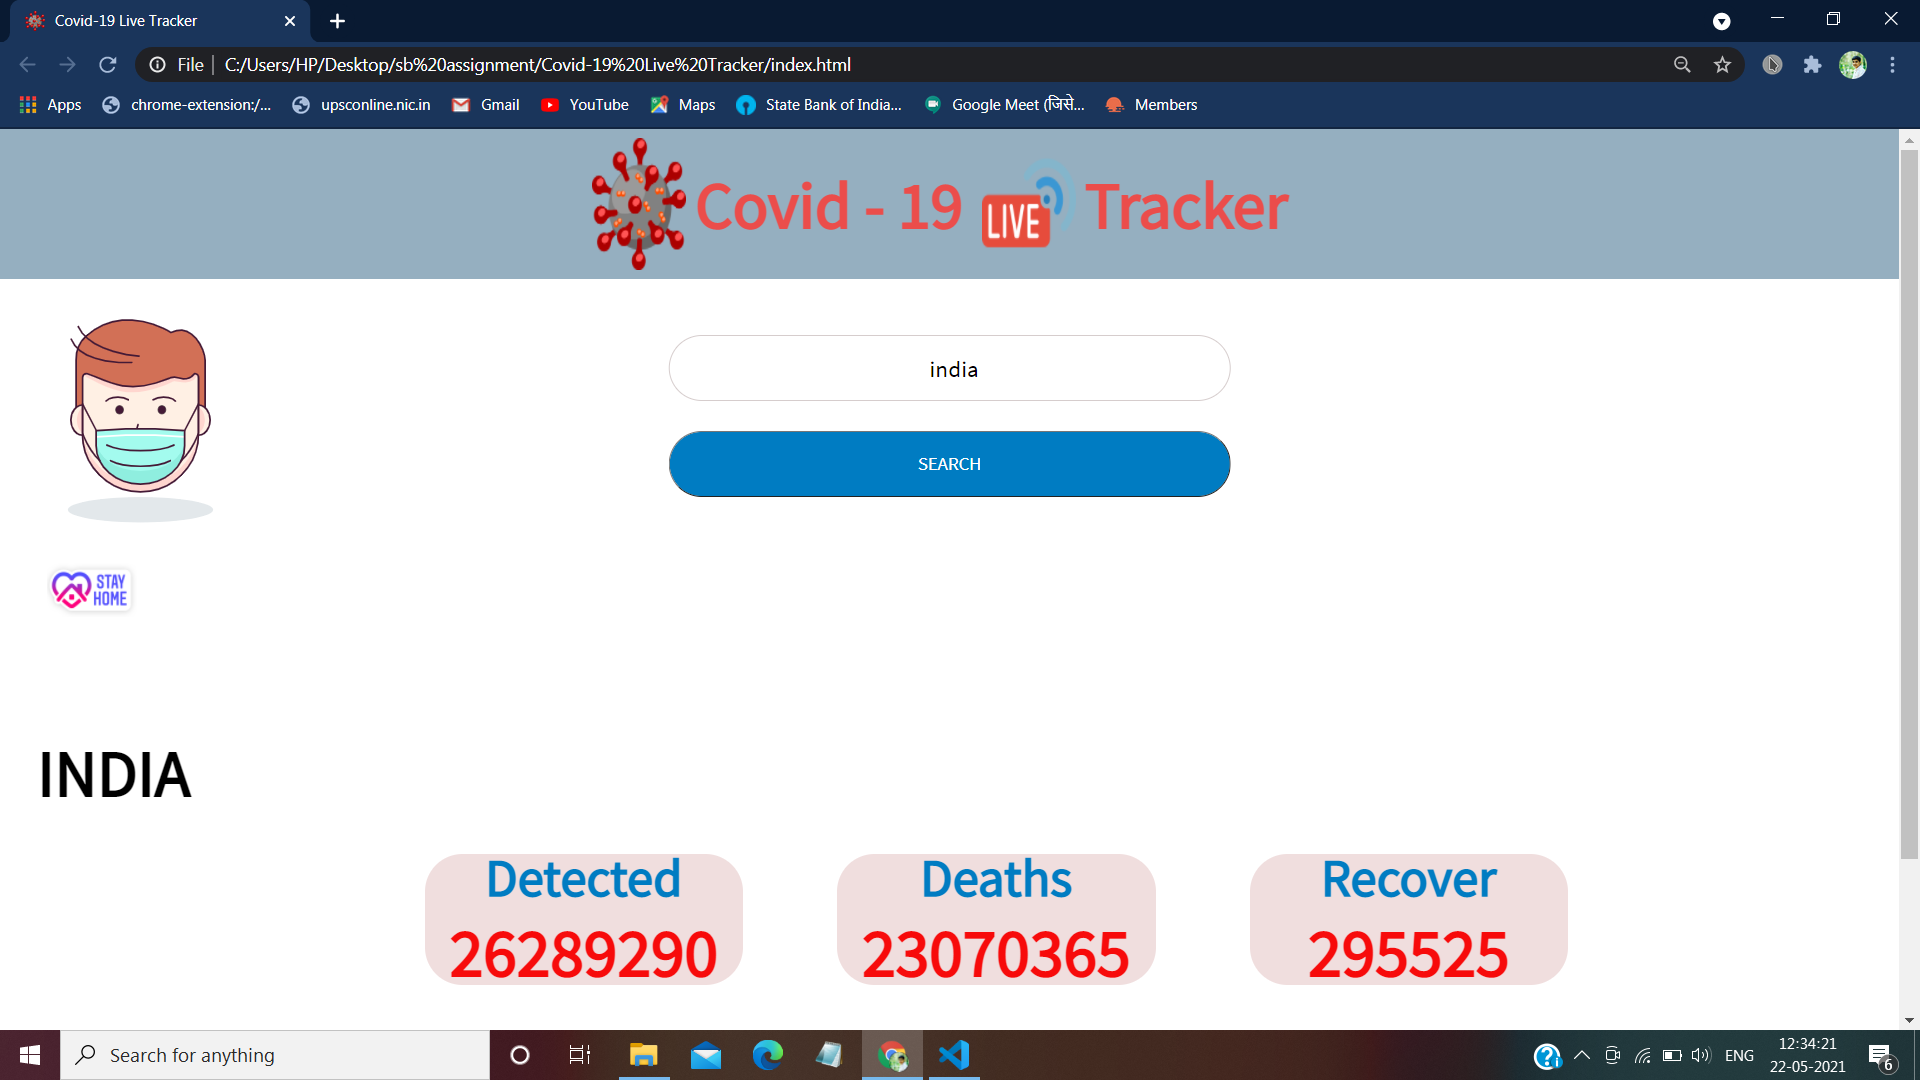 Covid-19 Live Tracker
File
C:/Users/HP/Desktop/sb%20assignment/Covid-19%20Live%20Tracker/index.html
Apps chrome-extension:/... upsconline.nic.in Gmail YouTube Maps State Bank of India... Google Meet (जिसे... Members
Covid - 19 LIVE Tracker
india
SEARCH
STAY
HOME
INDIA
Detected Deaths Recover
26289290 23070365 295525
Search for anything
ENG
12:34:21
22-05-2021
6